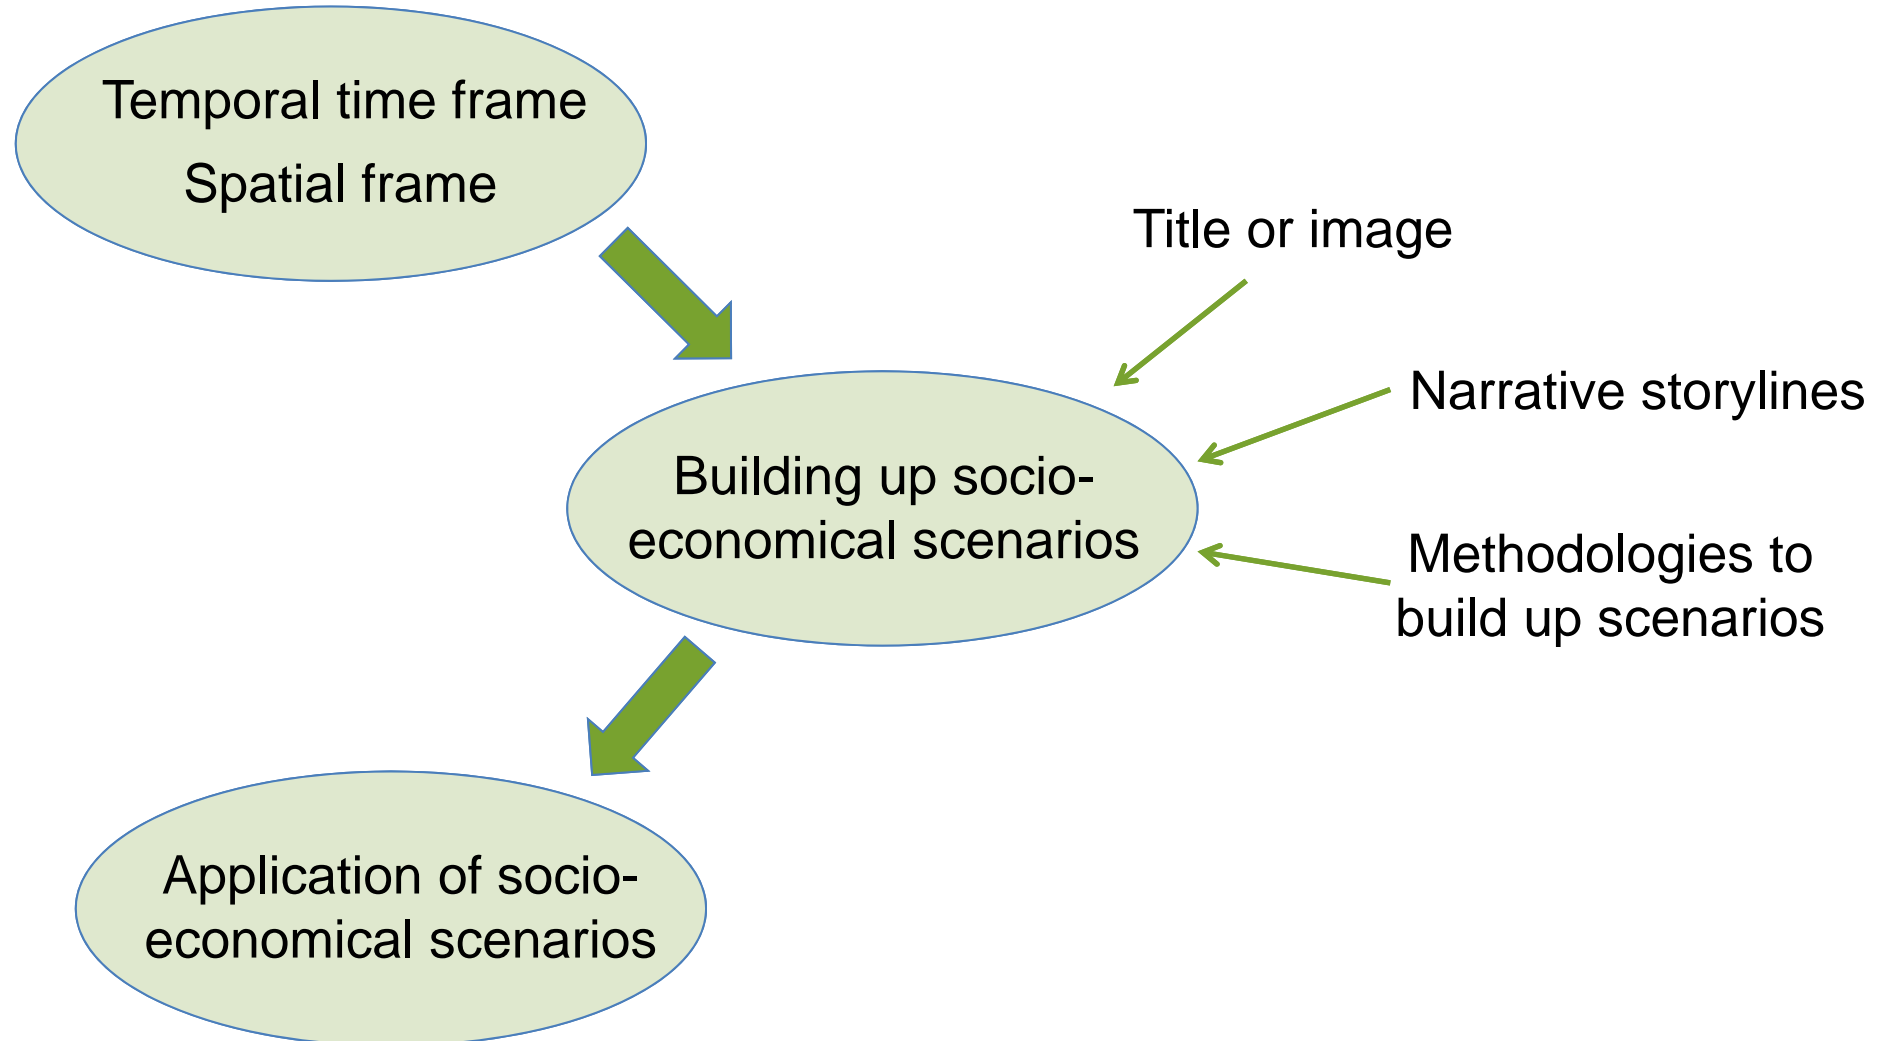 Temporal time frame
Spatial frame
Title or image
Narrative storylines
Building up socio-
economical scenarios
Methodologies to
build up scenarios
Application of socio-
economical scenarios